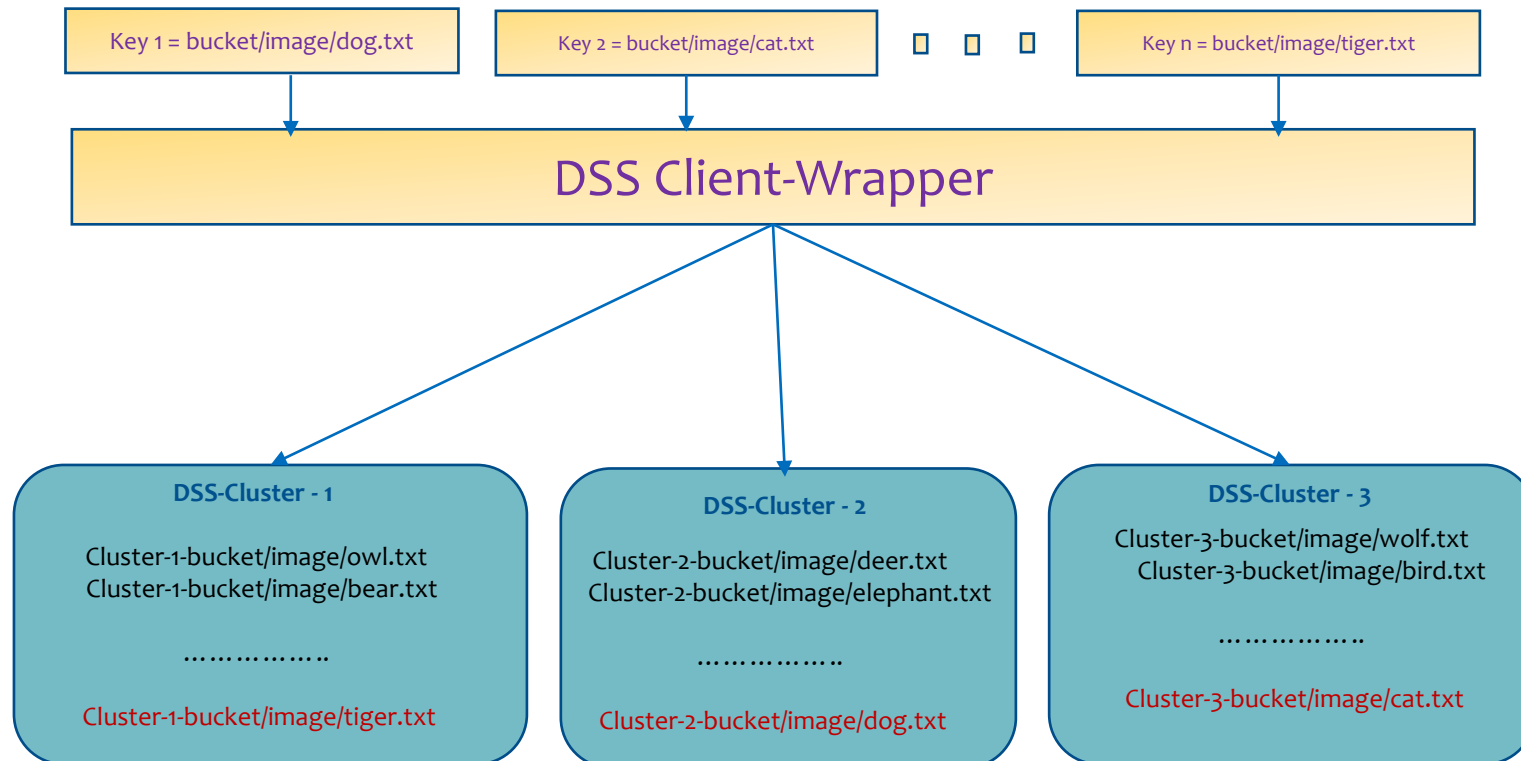 Key 1 = bucket/image/dog.txt
Key 2 = bucket/image/cat.txt
Key n = bucket/image/tiger.txt
DSS Client-Wrapper
DSS-Cluster - 1
Cluster-1-bucket/image/owl.txt
Cluster-1-bucket/image/bear.txt
……………..
Cluster-1-bucket/image/tiger.txt
DSS-Cluster - 2
Cluster-2-bucket/image/deer.txt
Cluster-2-bucket/image/elephant.txt
……………..
Cluster-2-bucket/image/dog.txt
DSS-Cluster - 3
Cluster-3-bucket/image/wolf.txt
Cluster-3-bucket/image/bird.txt
……………..
Cluster-3-bucket/image/cat.txt